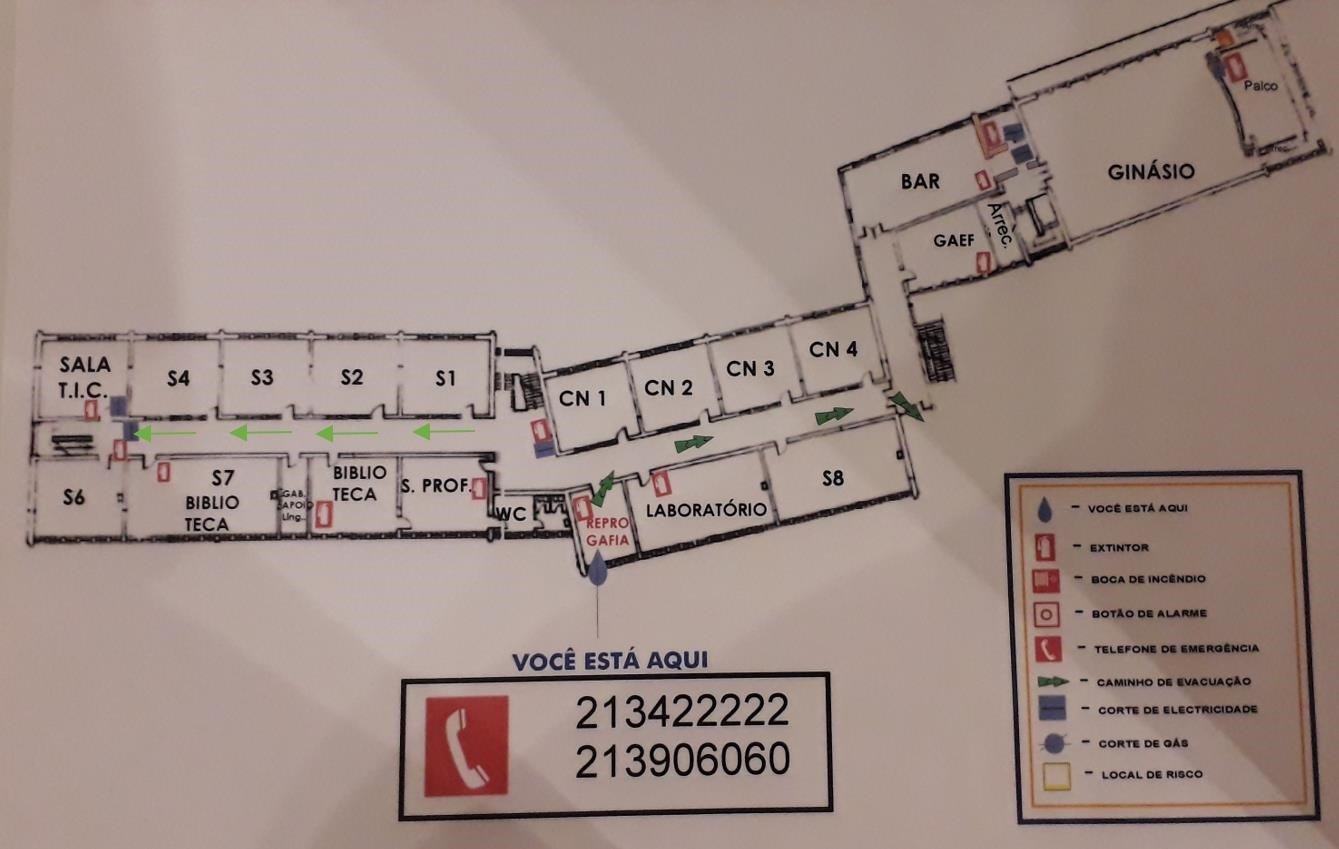 Palco
GINÁSIO
BAR
GAEF
Arrec.
SALA
T.I.C.
S4
S3
S2
S1
CN 1
CN 2
CN 3
CN 4
S6
S7
BIBLIO
TECA
GAB.
APOIO
Ling.
BIBLIO
TECA
S. PROF.
WC
REPRO
GAFIA
LABORATÓRIO
S8
VOCÊ ESTÁ AQUI
213422222
213906060
– VOCÊ ESTÁ AQUI
– EXTINTOR
– BOCA DE INCÊNDIO
– BOTÃO DE ALARME
– TELEFONE DE EMERGÊNCIA
– CAMINHO DE EVACUAÇÃO
– CORTE DE ELECTRICIDADE
– CORTE DE GÁS
– LOCAL DE RISCO